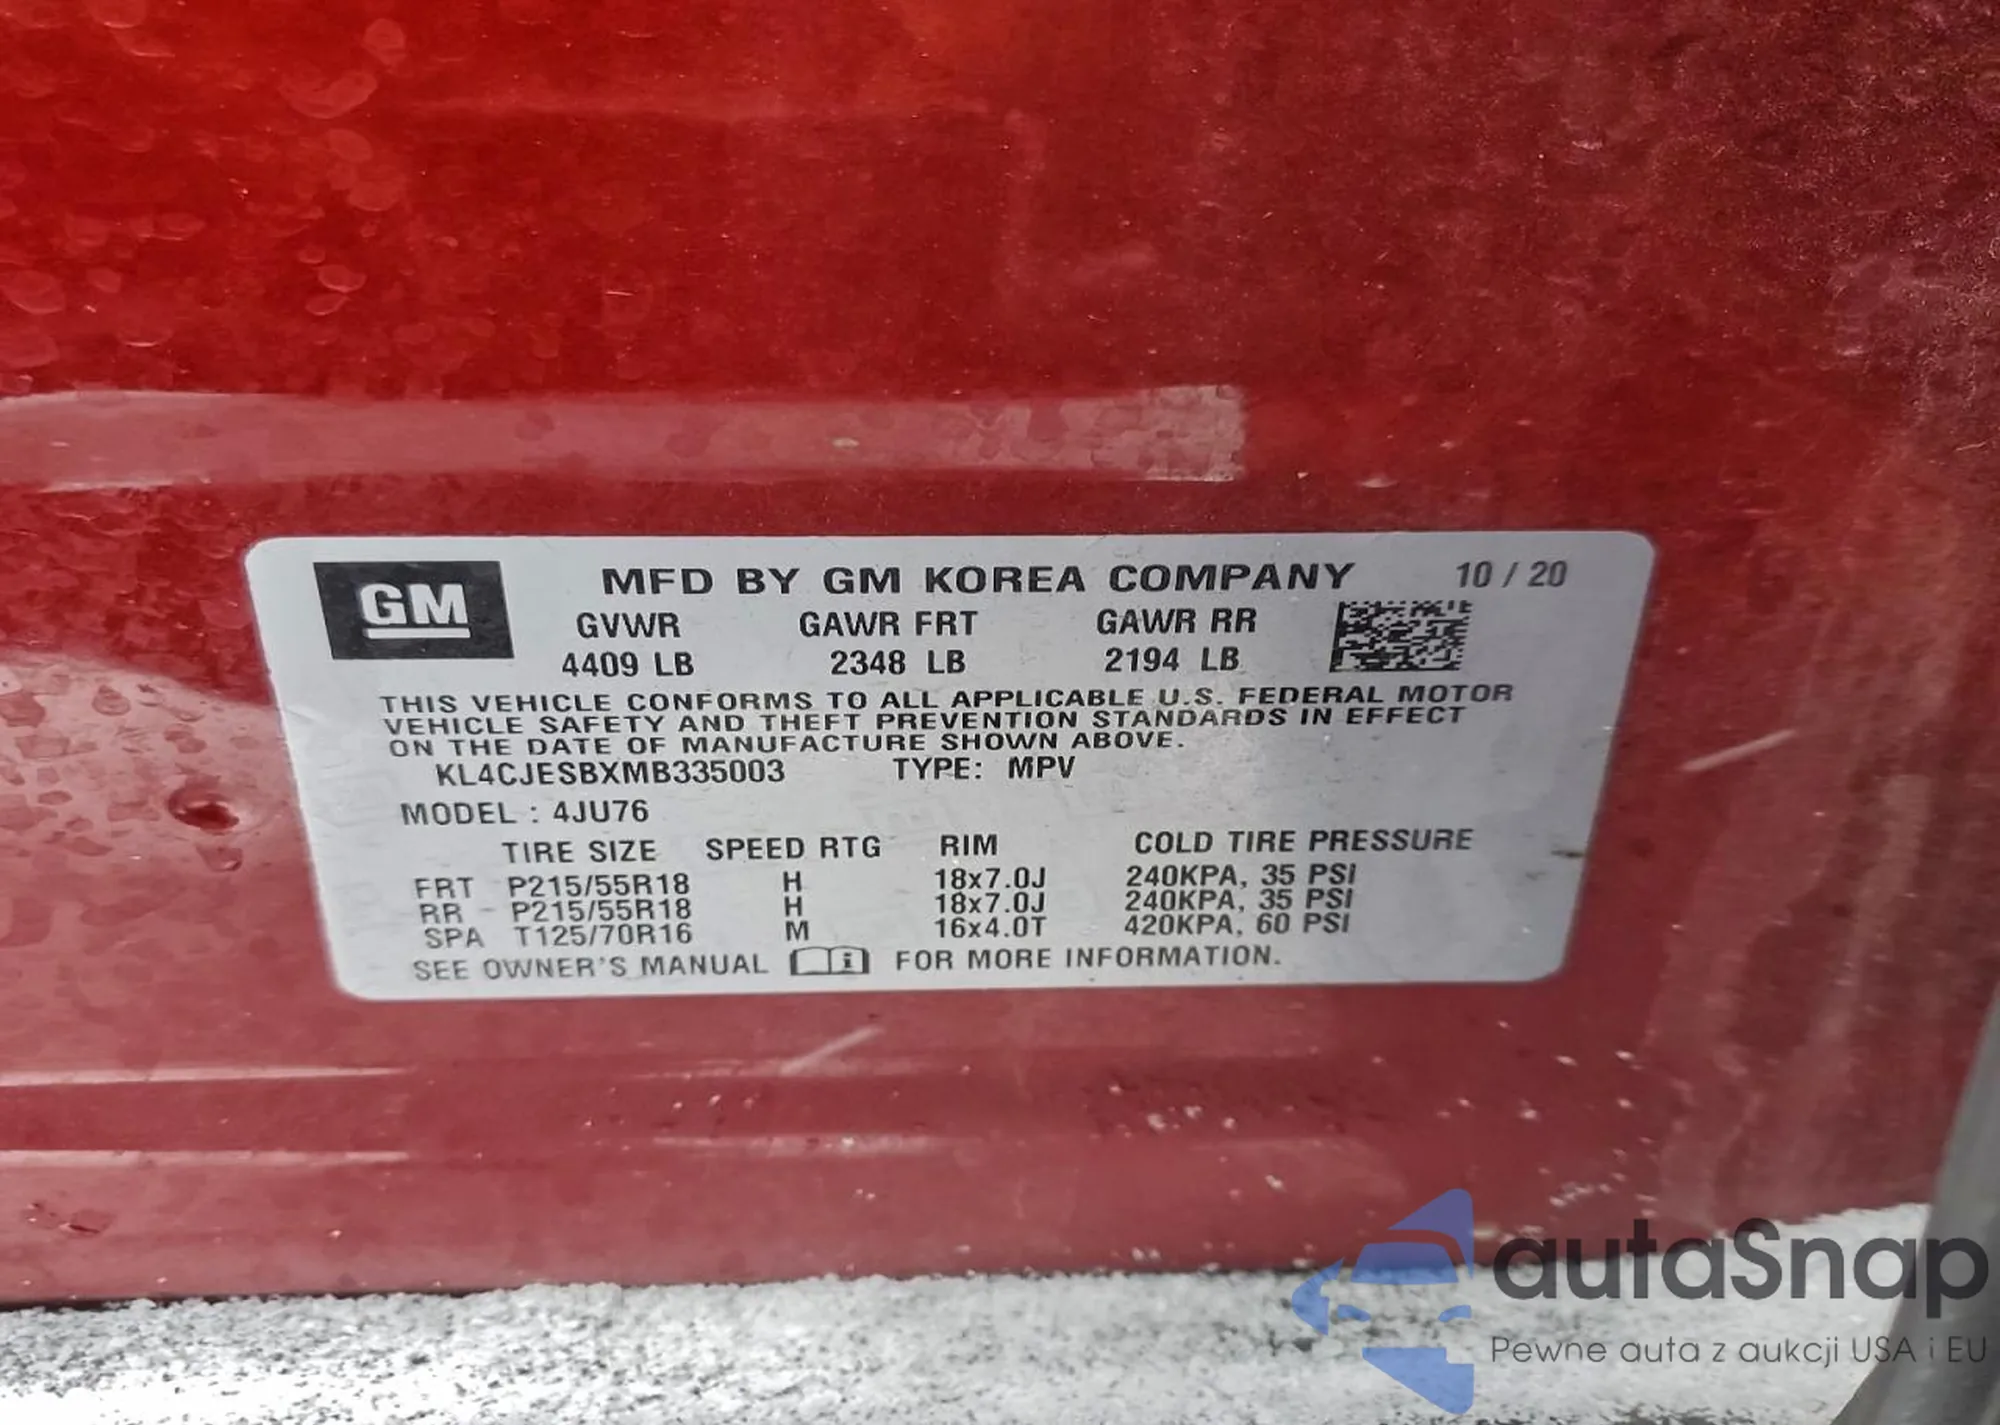 GM
MFD BY GM KOREA COMPANY 10 / 20
GVWR GAWR FRT GAWR RR
4409 LB 2348 LB 2194 LB
THIS VEHICLE CONFORMS TO ALL APPLICABLE U.S. FEDERAL MOTOR
VEHICLE SAFETY AND THEFT PREVENTION STANDARDS IN EFFECT
ON THE DATE OF MANUFACTURE SHOWN ABOVE.
KL4CJESBXMB335003 TYPE: MPV
MODEL : 4JU76
TIRE SIZE SPEED RTG RIM COLD TIRE PRESSURE
FRT P215/55R18 H 18x7.0J 240KPA, 35 PSI
RR - P215/55R18 H 18x7.0J 240KPA, 35 PSI
SPA T125/70R16 M 16x4.0T 420KPA, 60 PSI
SEE OWNER'S MANUAL i FOR MORE INFORMATION.
autaSnap
Pewne auta z aukcji USA i EU